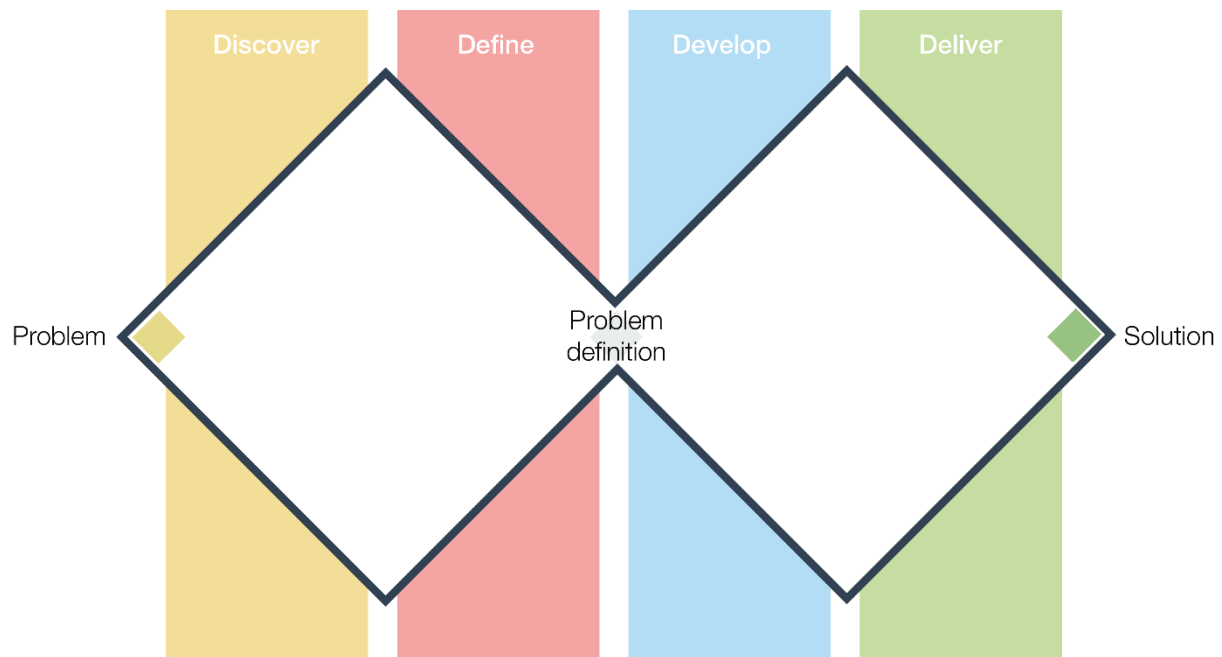 Discover
Define
Develop
Deliver
Problem
Problem
definition
Solution